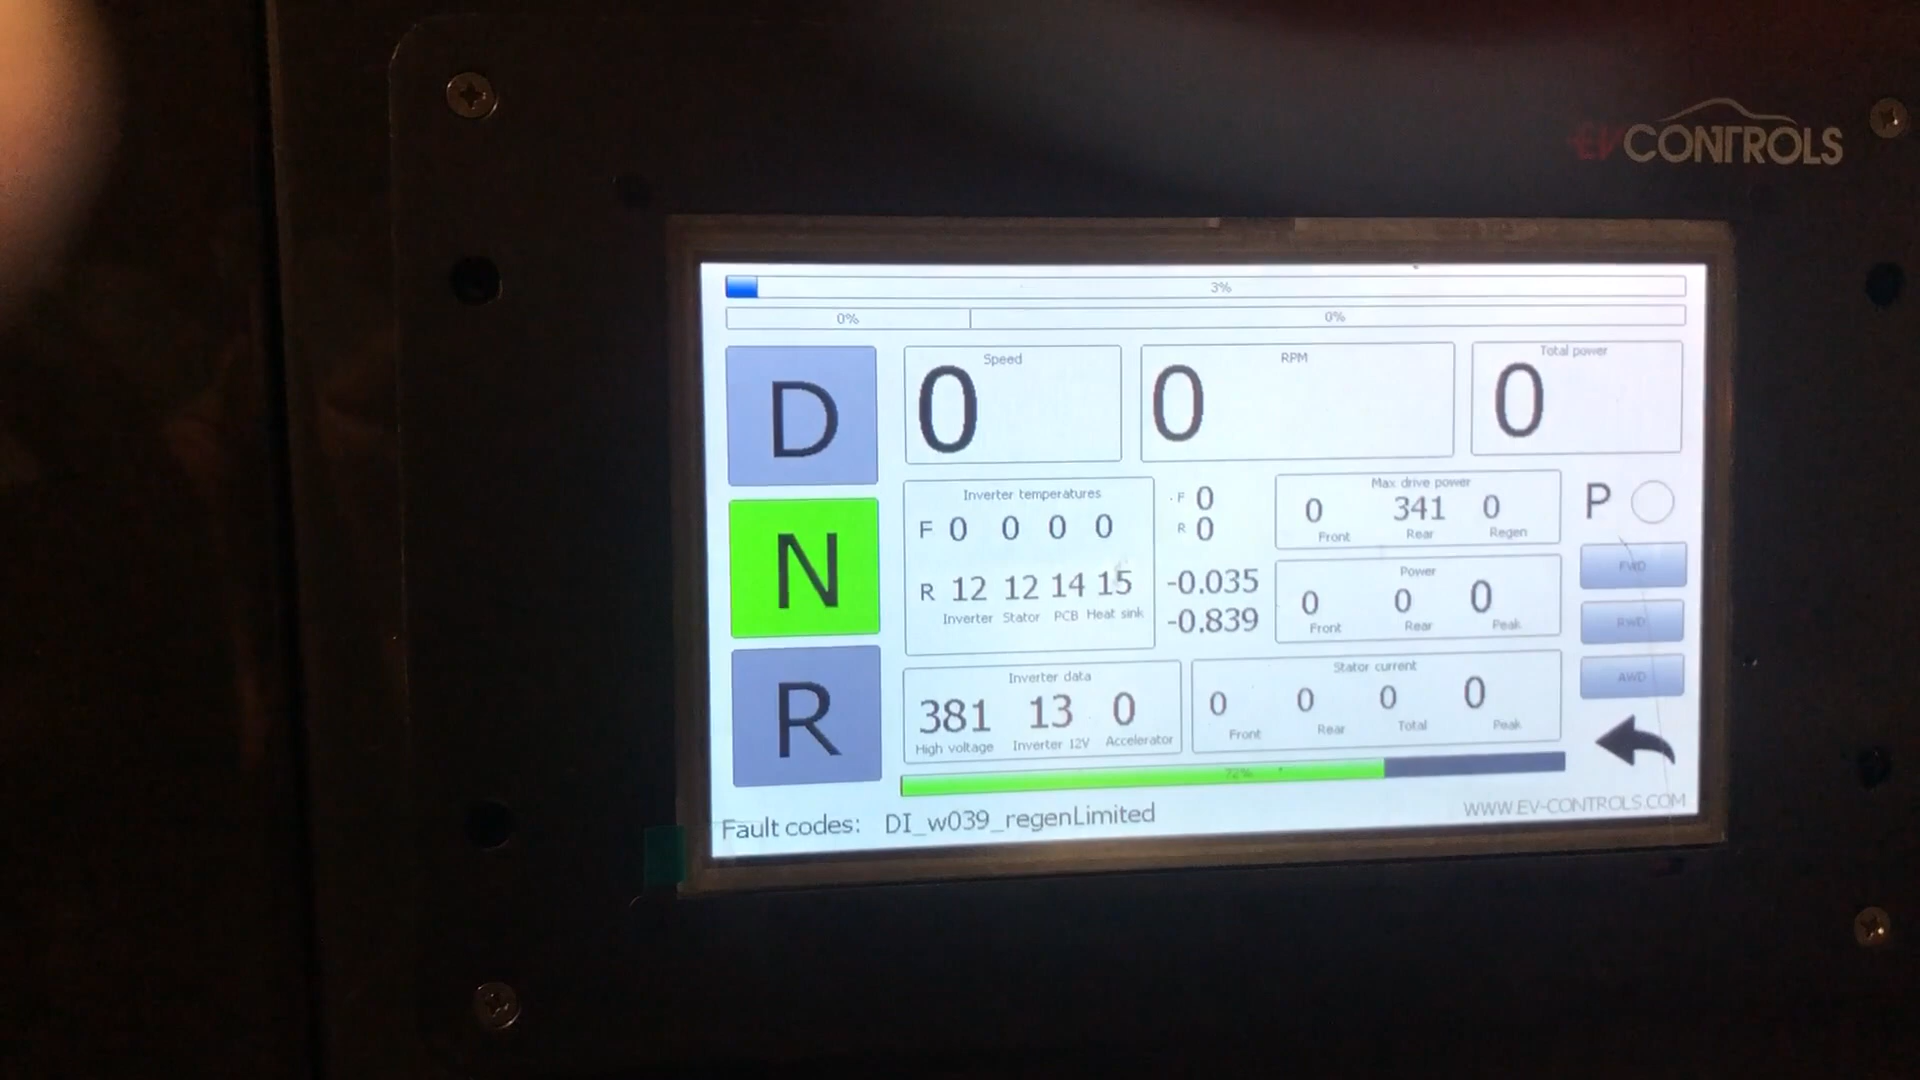 EVCONTROLS
3%
0% 0%
D
N
R
Speed
0
RPM
0
Total power
0
Inverter temperatures
F 0 0 0 0
R 12 12 14 15
Inverter Stator PCB Heat sink
F 0
R 0
-0.035
-0.839
Max drive power
0 341 0
Front Rear Regen
P
Power
0 0 0
Front Rear Peak
FWD
RWD
AWD
Inverter data
381 13 0
High voltage Inverter 12V Accelerator
Stator current
0 0 0 0
Front Rear Total Peak
72%
Fault codes: DI_w039_regenLimited
WWW.EV-CONTROLS.COM